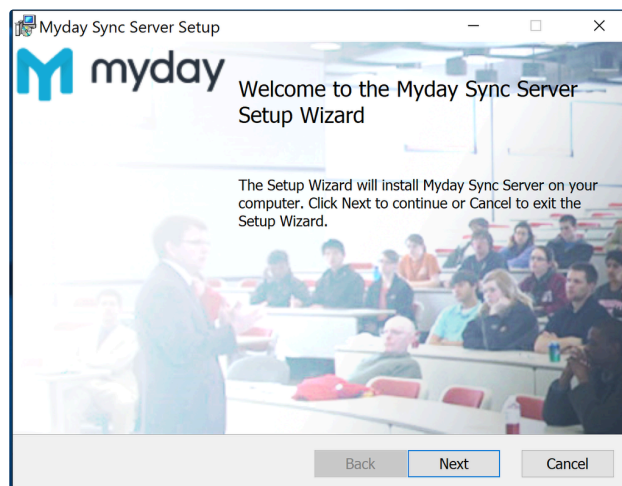 Myday Sync Server Setup
myday
Welcome to the Myday Sync Server
Setup Wizard
The Setup Wizard will install Myday Sync Server on your
computer. Click Next to continue or Cancel to exit the
Setup Wizard.
Back Next Cancel